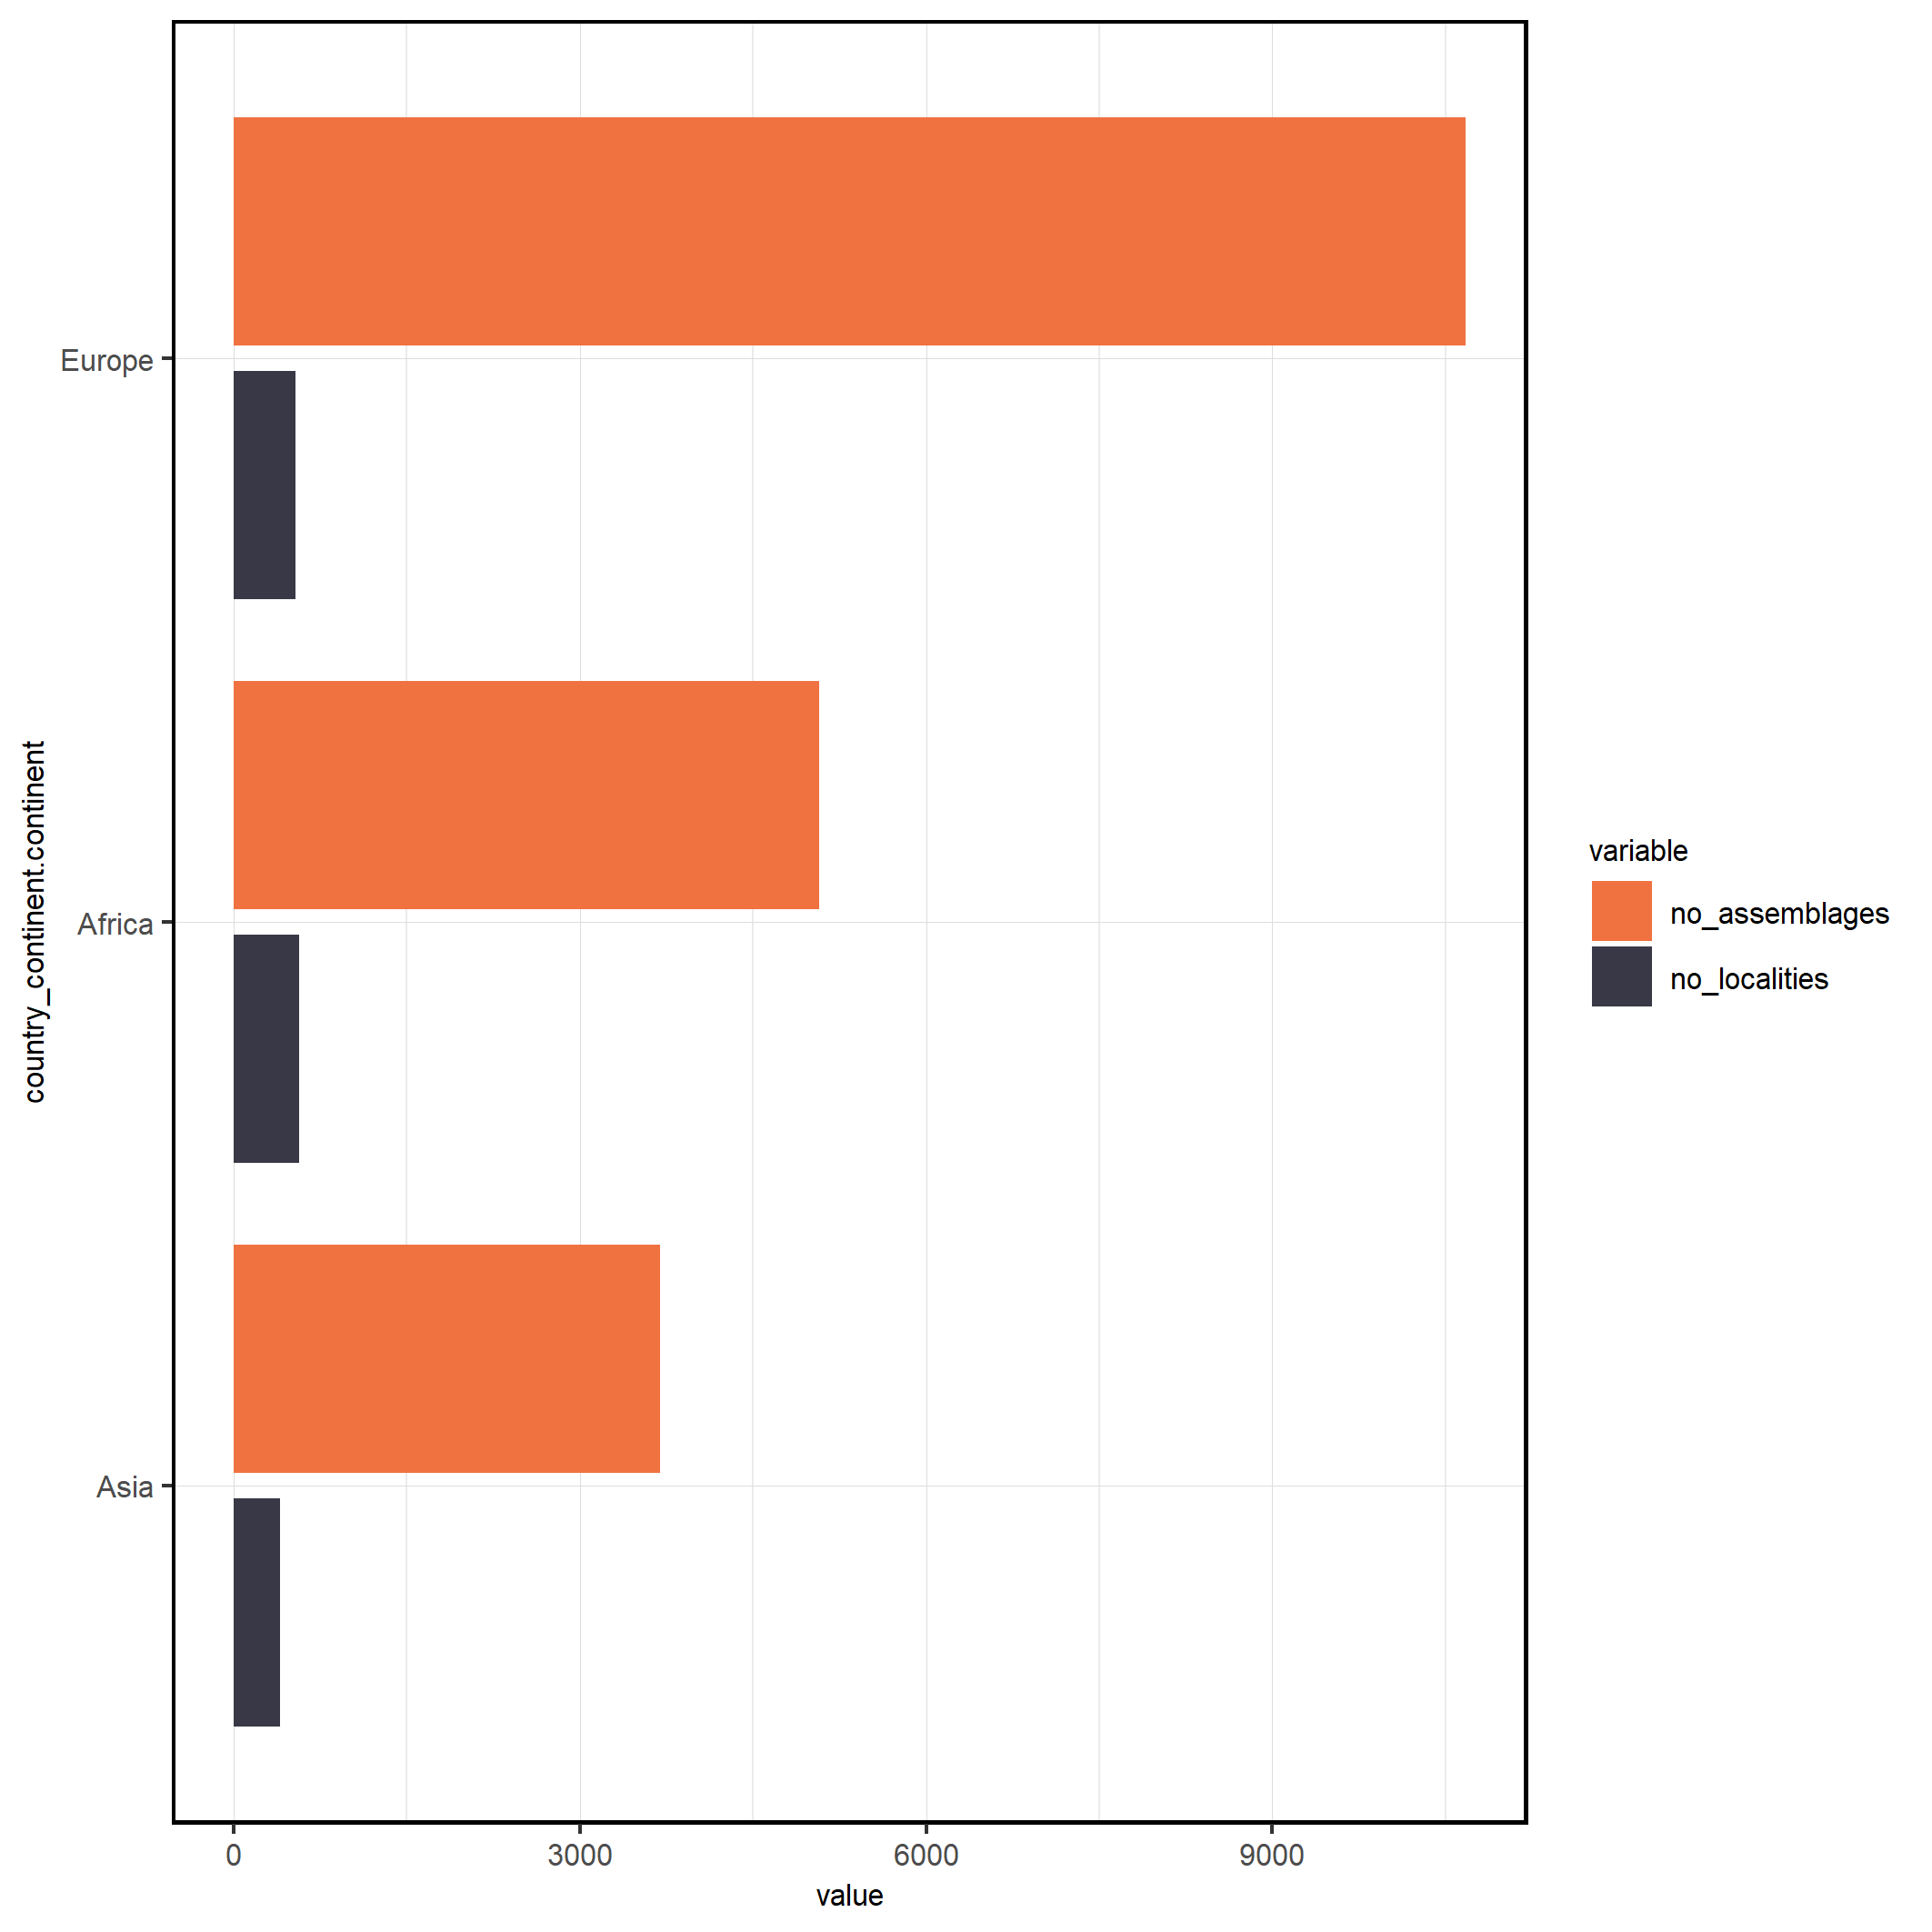 country_continent.continent
Europe
Africa
Asia
0 3000 6000 9000
value
variable
no_assemblages
no_localities